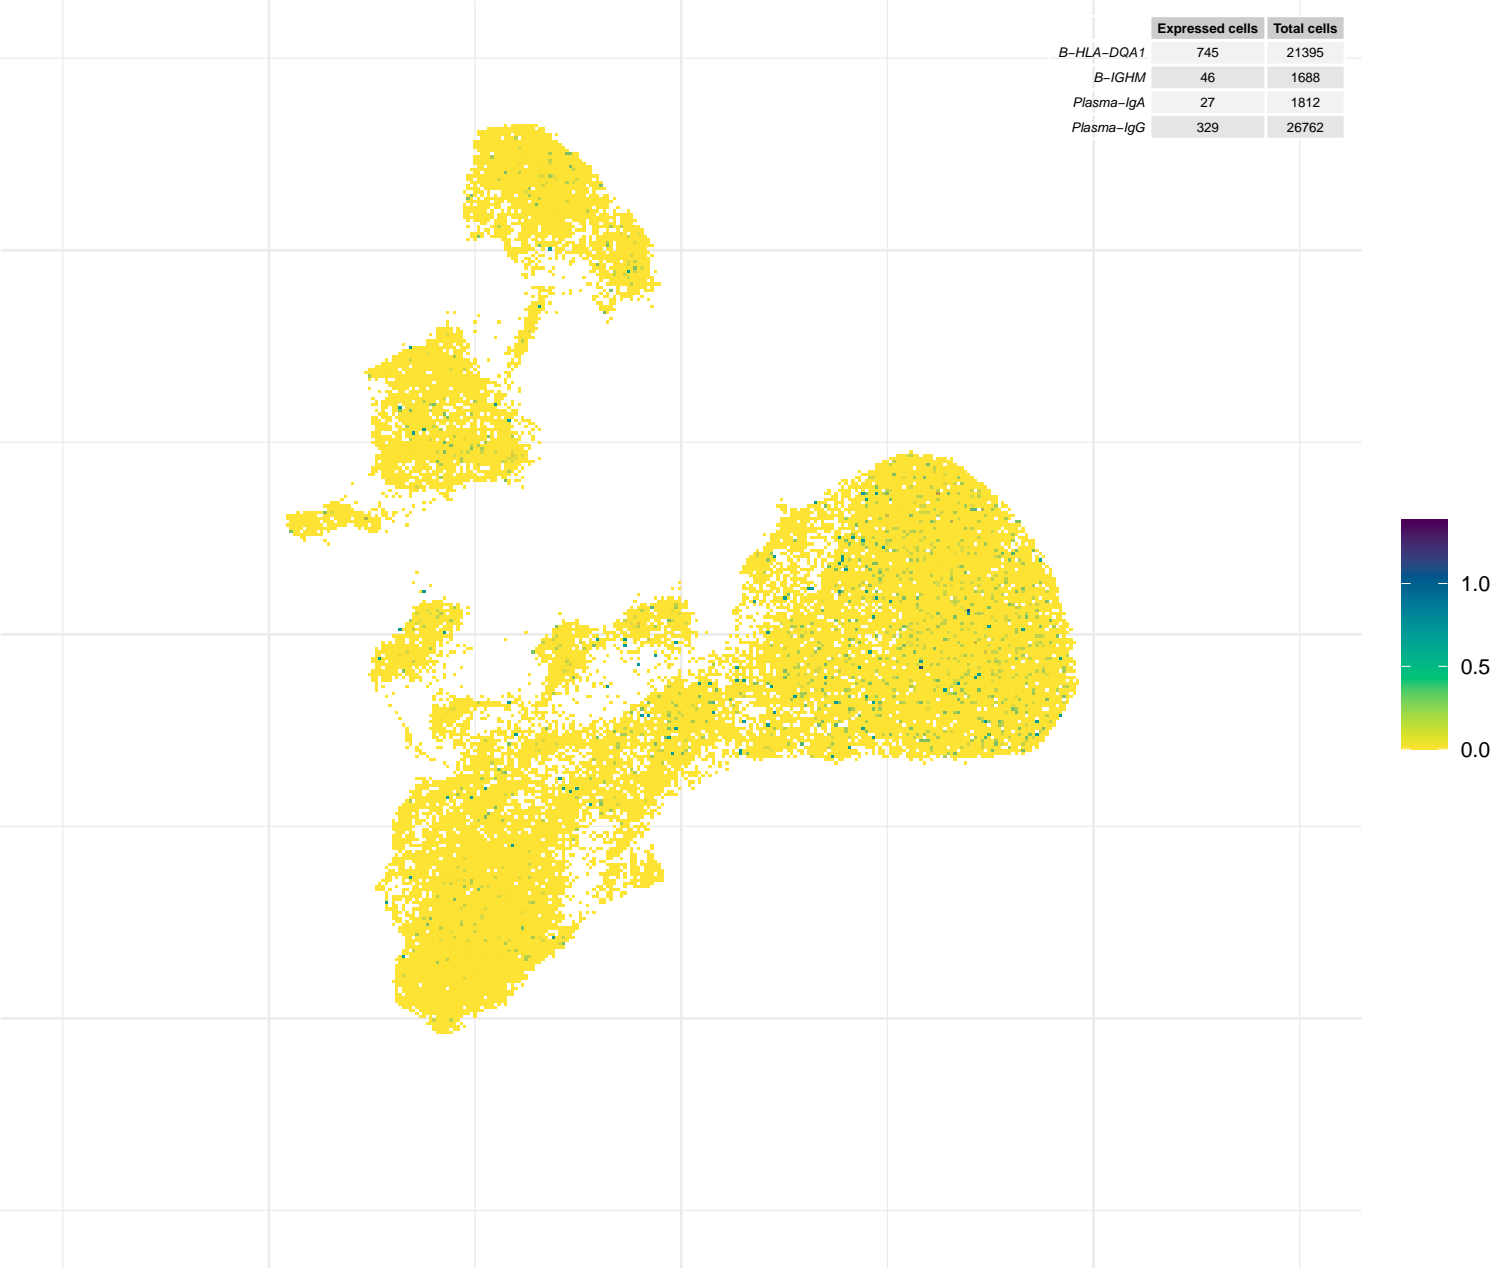 Expressed cells Total cells
B−HLA−DQA1 745 21395
B−IGHM 46 1688
Plasma−IgA 27 1812
Plasma−IgG 329 26762
1.0
0.5
0.0